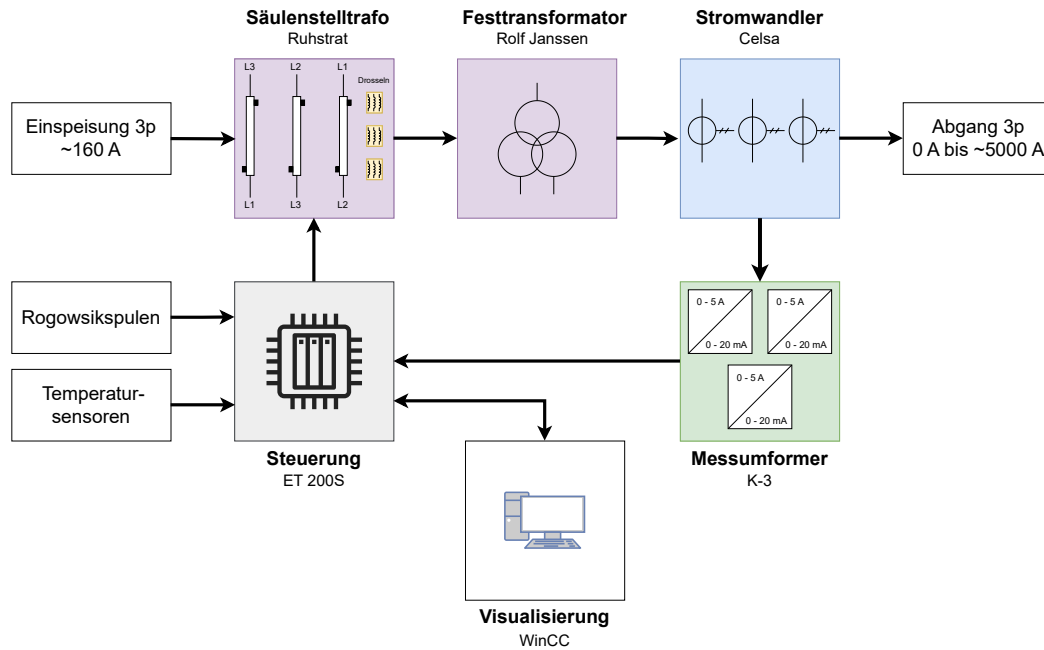 Säulenstelltrafo
Ruhstrat
Festtransformator
Rolf Janssen
Stromwandler
Celsa
L3
L2
L1
Drosseln
L1
L3
L2
Einspeisung 3p
~160 A
Abgang 3p
0 A bis ~5000 A
Rogowsikspulen
Temperatur-
sensoren
Steuerung
ET 200S
0 - 5 A
0 - 20 mA
0 - 5 A
0 - 20 mA
0 - 5 A
0 - 20 mA
Messumformer
K-3
Visualisierung
WinCC